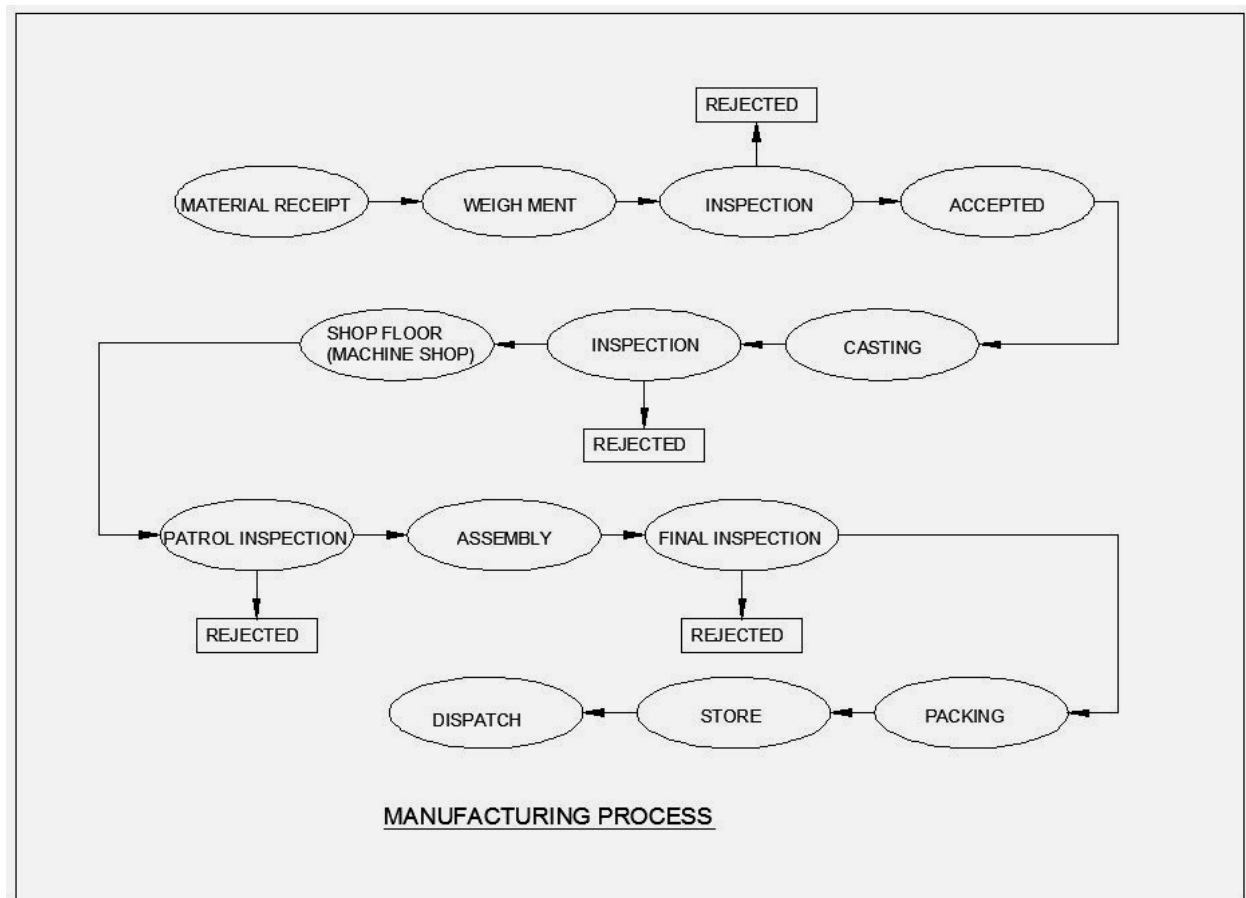 REJECTED
MATERIAL RECEIPT
WEIGH MENT
INSPECTION
ACCEPTED
SHOP FLOOR
(MACHINE SHOP)
INSPECTION
CASTING
REJECTED
PATROL INSPECTION
ASSEMBLY
FINAL INSPECTION
REJECTED
REJECTED
DISPATCH
STORE
PACKING
MANUFACTURING PROCESS